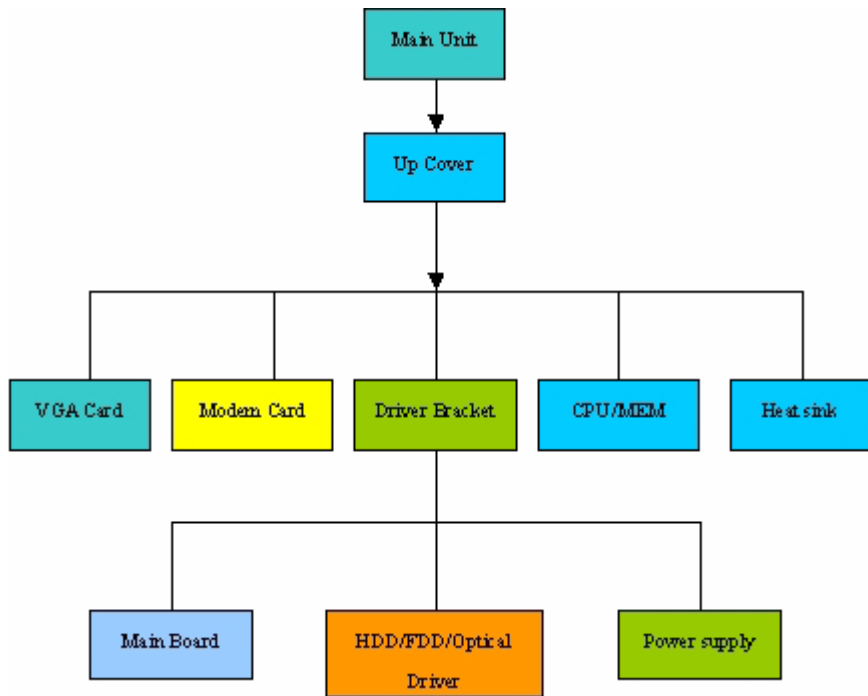 Main Unit
Up Cover
VGA Card
Modem Card
Driver Bracket
CPU/MEM
Heat sink
Main Board
HDD/FDD/Optical
Driver
Power supply